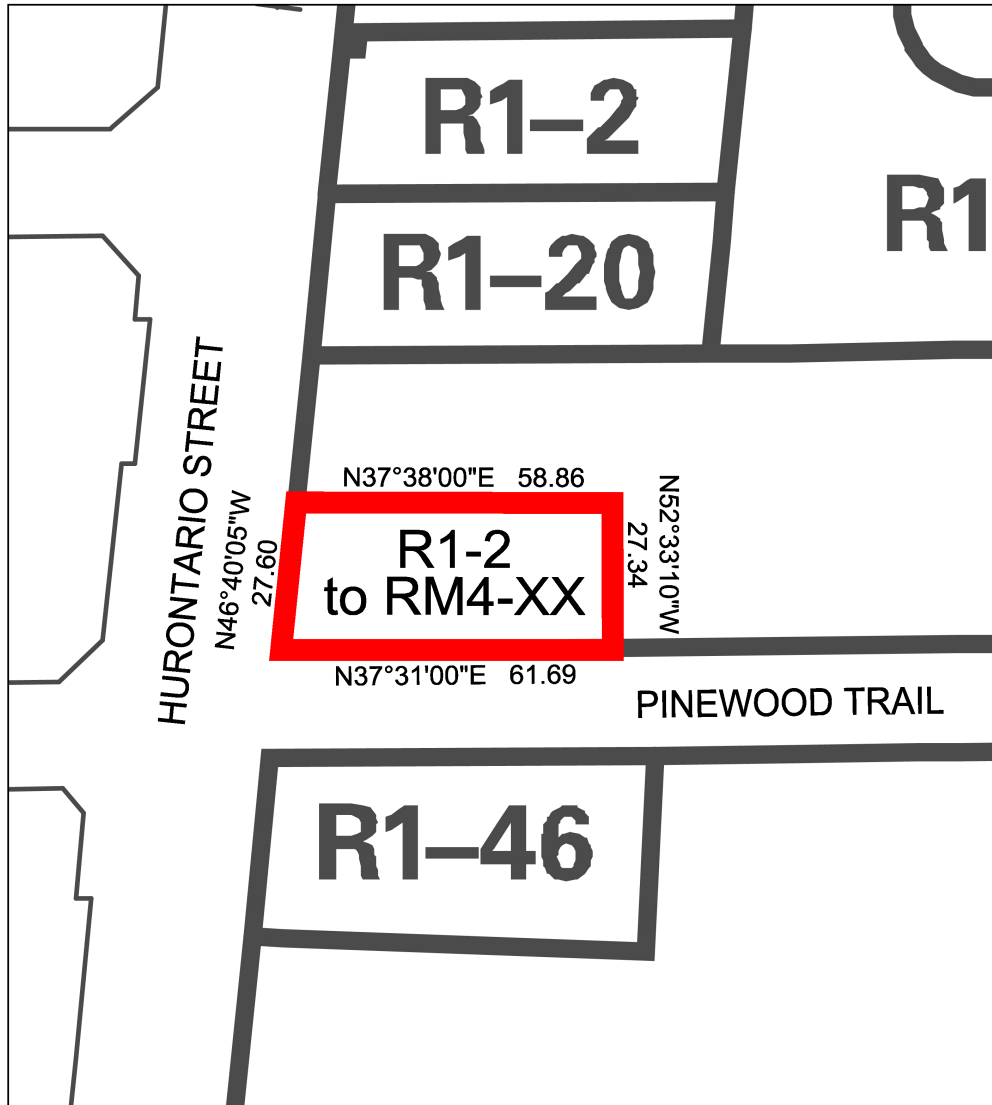 R1–2
R1
R1–20
HURONTARIO STREET
N37°38'00"E 58.86
N46°40'05"W
27.60
R1-2
to RM4-XX
N52°33'10"W
27.34
N37°31'00"E 61.69
PINEWOOD TRAIL
R1–46